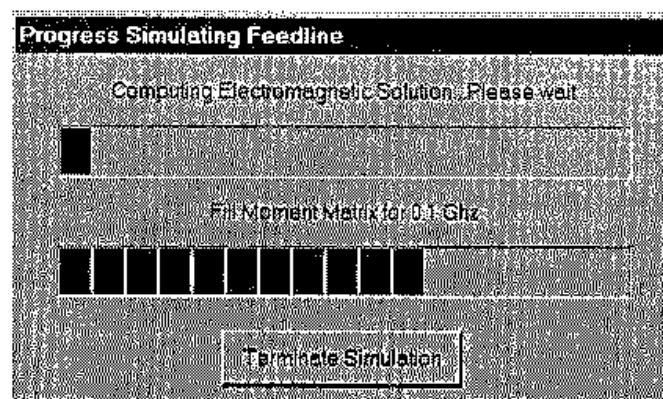 Progress Simulating Feedline
Computing Electromagnetic Solution. Please wait
Fill Moment Matrix for 0.1 Ghz
Terminate Simulation